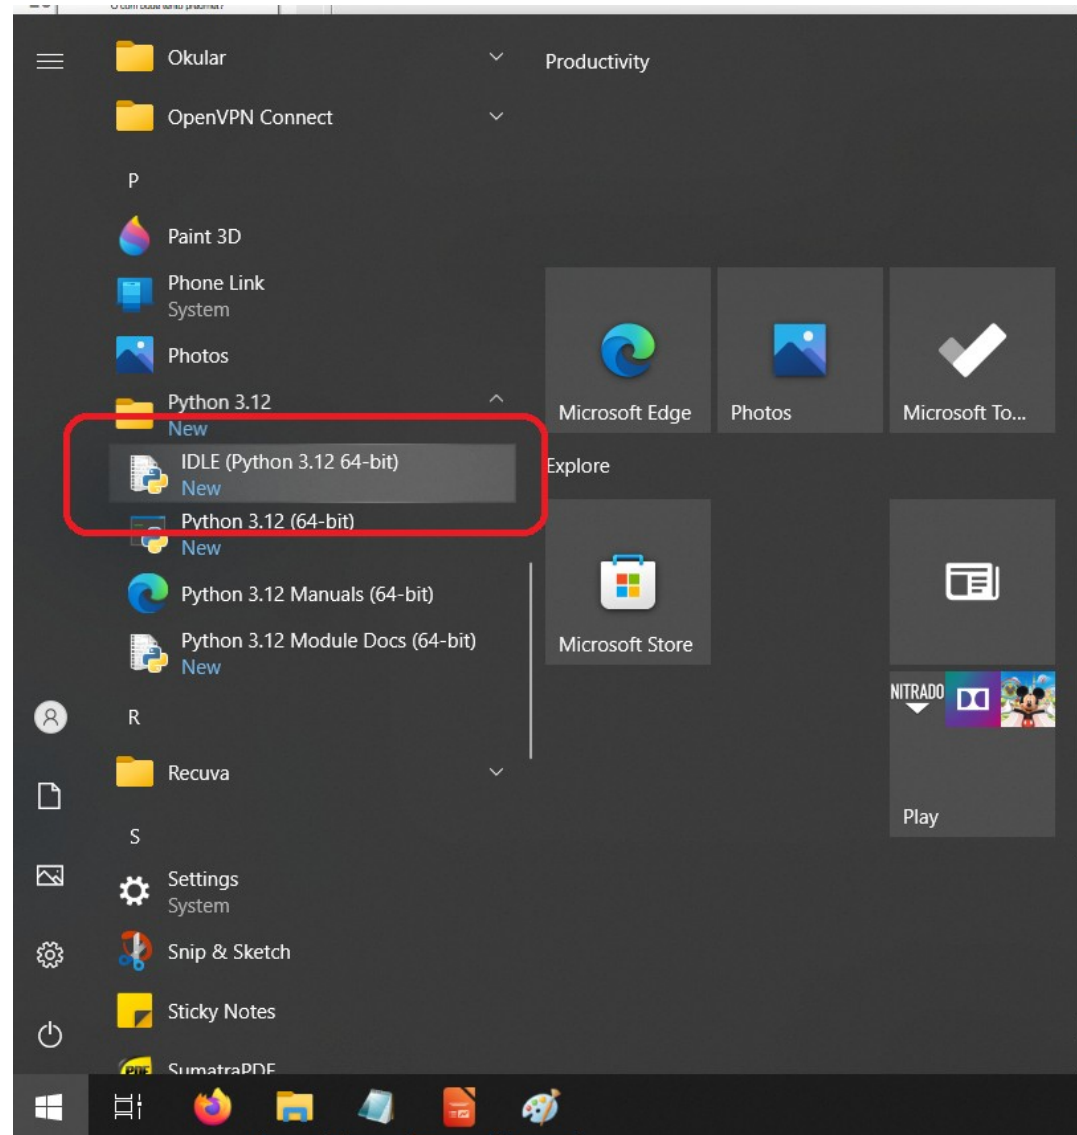 Okular
OpenVPN Connect
P
Paint 3D
Phone Link
System
Photos
Python 3.12
New
IDLE (Python 3.12 64-bit)
New
Python 3.12 (64-bit)
New
Python 3.12 Manuals (64-bit)
Python 3.12 Module Docs (64-bit)
New
R
Recuva
S
Settings
System
Snip & Sketch
Sticky Notes
SumatraPDF
Productivity
Microsoft Edge
Photos
Microsoft To...
Explore
Microsoft Store
NITRADO
Play